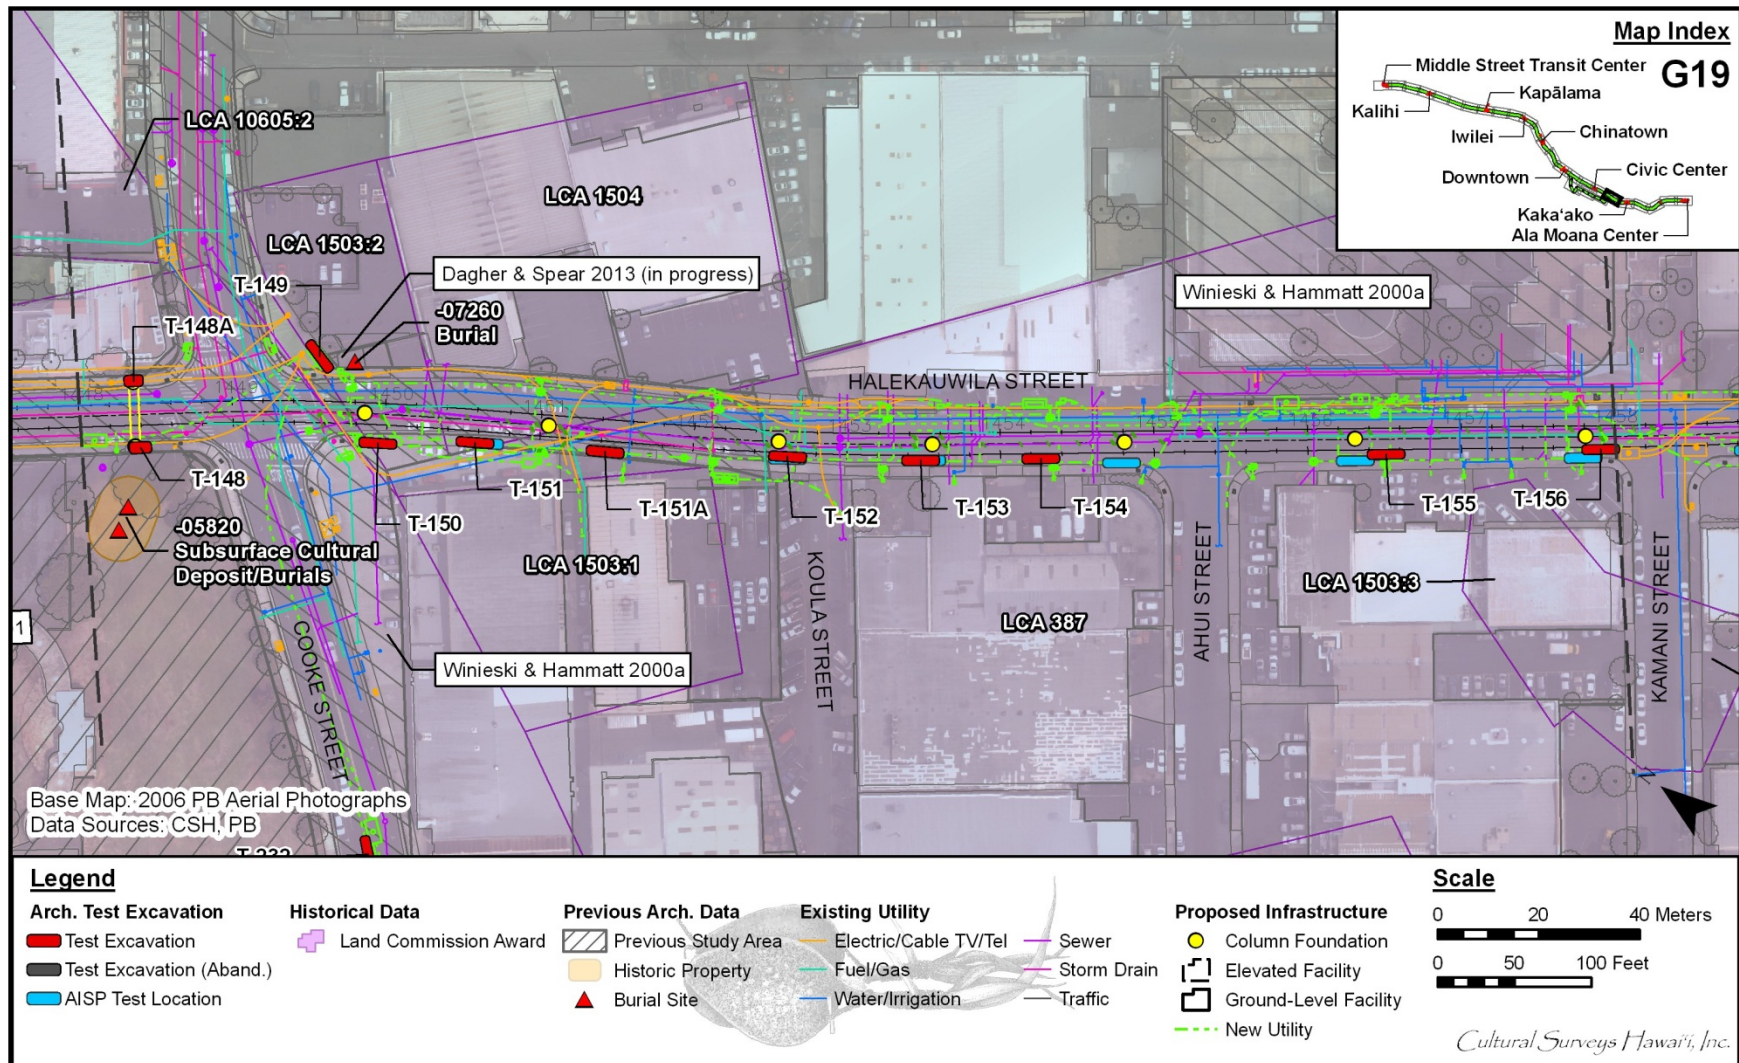 Map Index
G19
Middle Street Transit Center
Kapālama
Kalihi
Iwilei
Chinatown
Downtown
Civic Center
Kaka‘ako
Ala Moana Center
LCA 10605:2
LCA 1504
LCA 1503:2
Dagher & Spear 2013 (in progress)
T-149
-07260
Burial
Winieski & Hammatt 2000a
T-148A
HALEKAUWILA STREET
1449
1450
1453
1454
1456
T-148
T-151
T-150
T-151A
T-152
T-153
T-154
T-155
T-156
-05820
Subsurface Cultural
Deposit/Burials
LCA 1503:1
LCA 1503:3
LCA 387
COOKE STREET
KOULA STREET
AHUI STREET
KAMANI STREET
1
Winieski & Hammatt 2000a
Base Map: 2006 PB Aerial Photographs
Data Sources: CSH, PB
T-232
N
Legend
Arch. Test Excavation
Test Excavation
Test Excavation (Aband.)
AISP Test Location
Historical Data
Land Commission Award
Previous Arch. Data
Previous Study Area
Historic Property
Burial Site
Existing Utility
Electric/Cable TV/Tel
Fuel/Gas
Water/Irrigation
Sewer
Storm Drain
Traffic
Proposed Infrastructure
Column Foundation
Elevated Facility
Ground-Level Facility
New Utility
Scale
0 20 40 Meters
0 50 100 Feet
Cultural Surveys Hawai‘i, Inc.